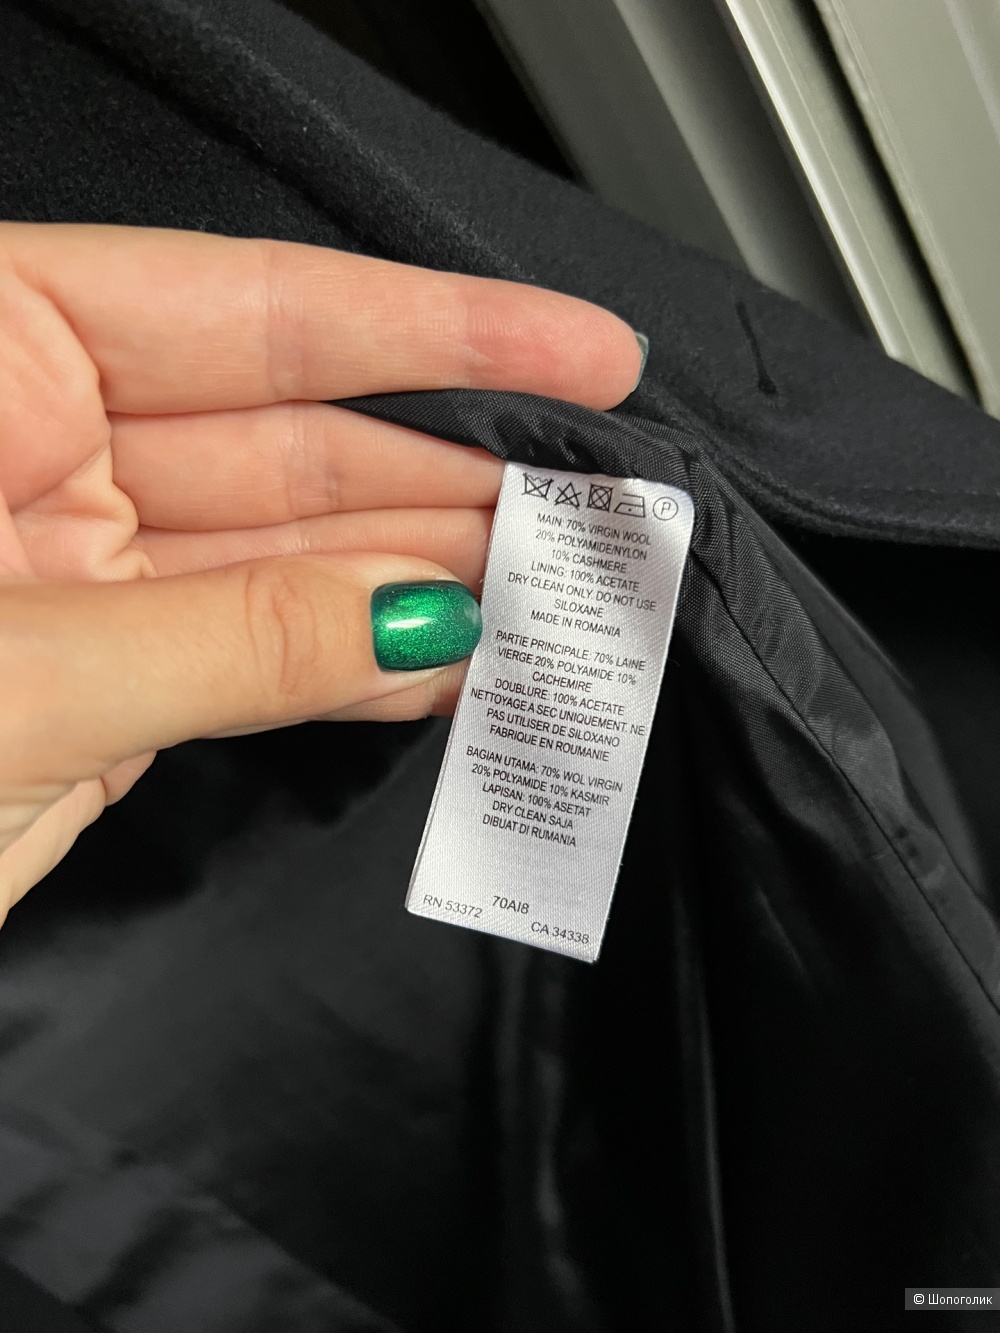 P
MAIN: 70% VIRGIN WOOL
20% POLYAMIDE/NYLON
10% CASHMERE
LINING: 100% ACETATE
DRY CLEAN ONLY. DO NOT USE
SILOXANE
MADE IN ROMANIA
PARTIE PRINCIPALE: 70% LAINE
VIERGE 20% POLYAMIDE 10%
CACHEMIRE
DOUBLURE: 100% ACETATE
NETTOYAGE A SEC UNIQUEMENT. NE
PAS UTILISER DE SILOXANO
FABRIQUE EN ROUMANIE
BAGIAN UTAMA: 70% WOL VIRGIN
20% POLYAMIDE 10% KASMIR
LAPISAN: 100% ASETAT
DRY CLEAN SAJA
DIBUAT DI RUMANIA
RN 53372 70AI8 CA 34338
© Шопоголик